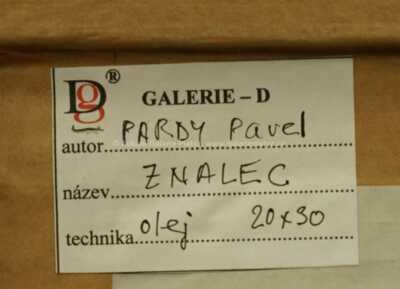 Dg®
GALERIE – D
autor PARDY Pavel
název ZNALEC
technika olej 20x30